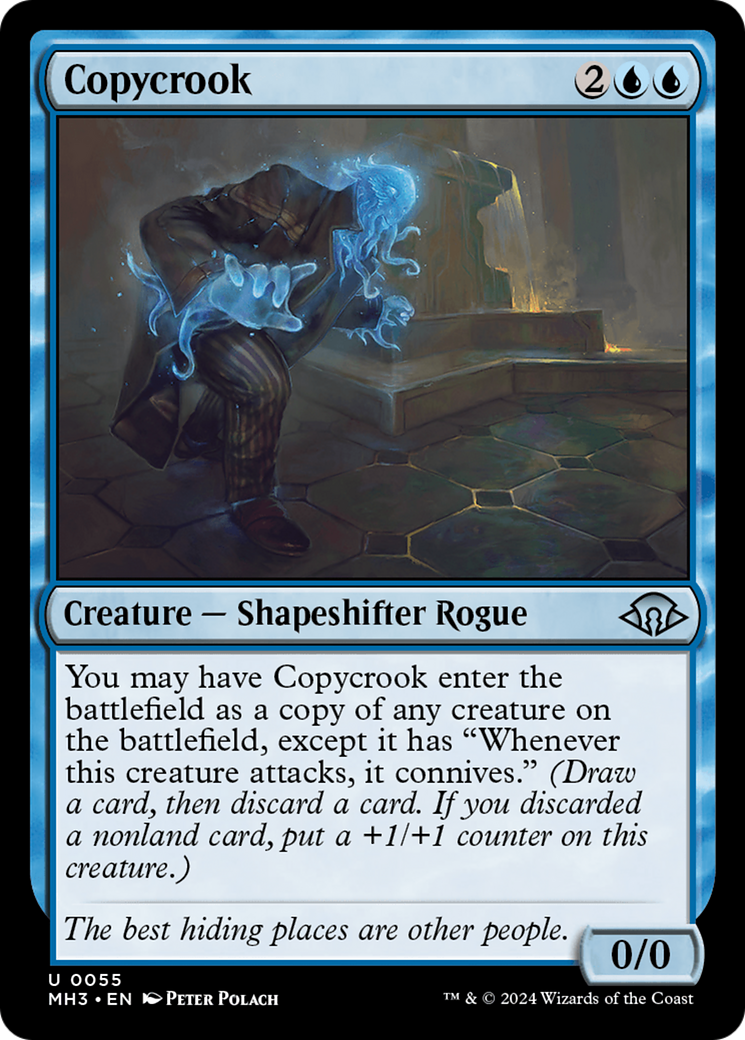 Copycrook 2
Creature — Shapeshifter Rogue
You may have Copycrook enter the
battlefield as a copy of any creature on
the battlefield, except it has “Whenever
this creature attacks, it connives.” (Draw
a card, then discard a card. If you discarded
a nonland card, put a +1/+1 counter on this
creature.)
The best hiding places are other people.
0/0
U 0055
MH3 • EN Peter Polach
™ & © 2024 Wizards of the Coast